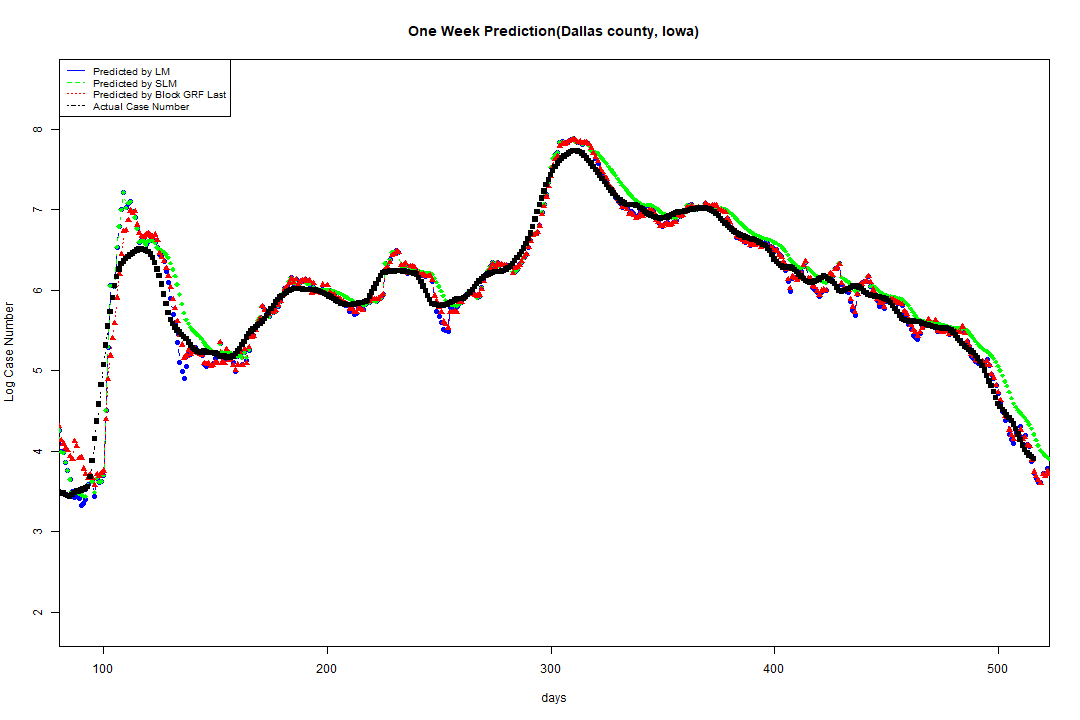 One Week Prediction(Dallas county, Iowa)
Predicted by LM
Predicted by SLM
Predicted by Block GRF Last
Actual Case Number
8
7
6
5
4
3
2
Log Case Number
100 200 300 400 500
days